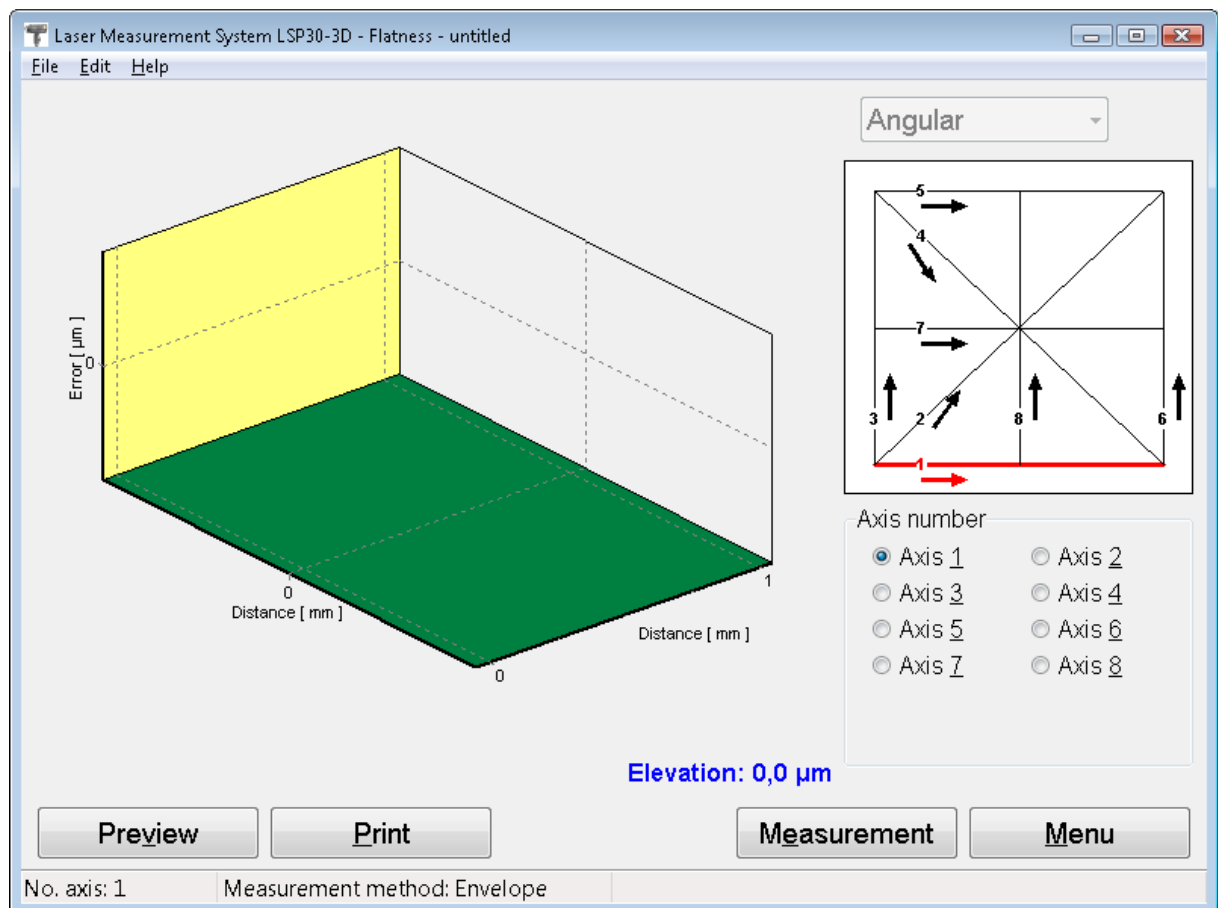 Laser Measurement System LSP30-3D - Flatness - untitled
File Edit Help
Angular
5
4
7
3 2 8 6
1
Error [ µm ]
0
0
Distance [ mm ]
1
Distance [ mm ]
0
Axis number
Axis 1 Axis 2
Axis 3 Axis 4
Axis 5 Axis 6
Axis 7 Axis 8
Elevation: 0,0 µm
Preview Print Measurement Menu
No. axis: 1 Measurement method: Envelope